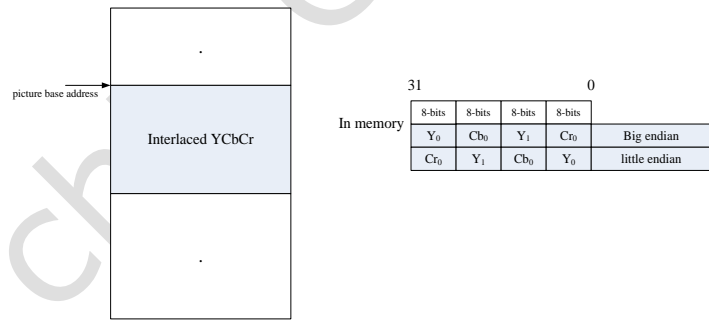 picture base address
Interlaced YCbCr
31 0
In memory
8-bits 8-bits 8-bits 8-bits
Y0 Cb0 Y1 Cr0 Big endian
Cr0 Y1 Cb0 Y0 little endian